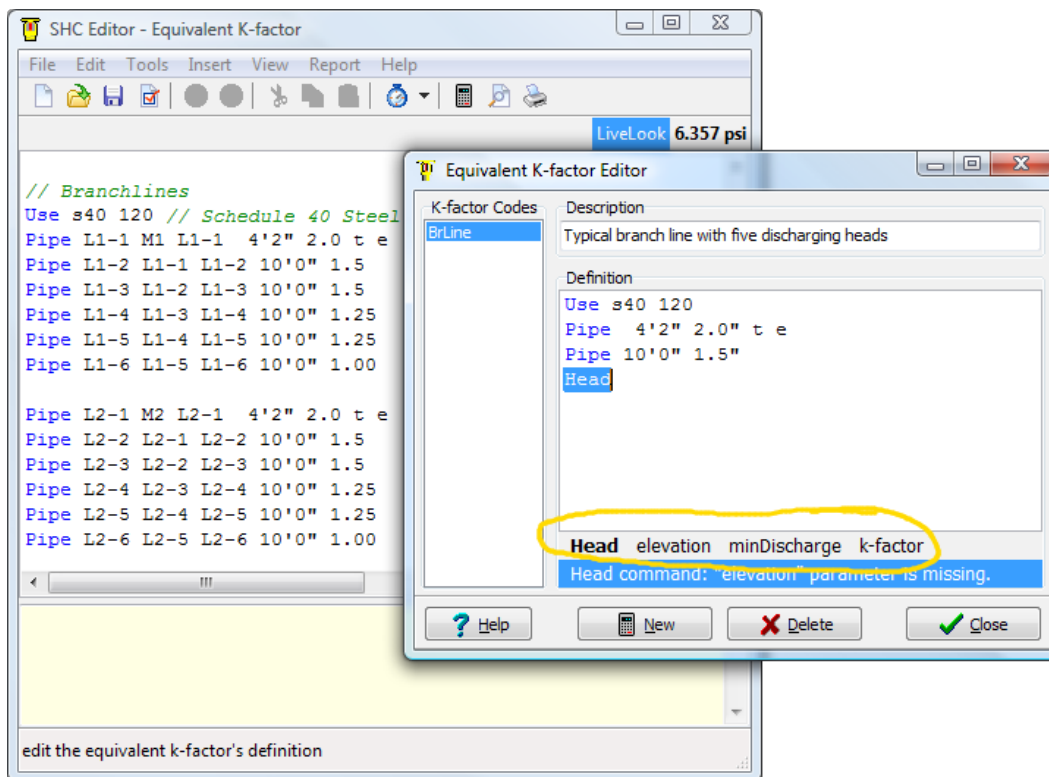 SHC Editor - Equivalent K-factor
File Edit Tools Insert View Report Help
LiveLook 6.357 psi
// Branchlines
Use s40 120 // Schedule 40 Steel
Pipe L1-1 M1 L1-1 4'2" 2.0 t e
Pipe L1-2 L1-1 L1-2 10'0" 1.5
Pipe L1-3 L1-2 L1-3 10'0" 1.5
Pipe L1-4 L1-3 L1-4 10'0" 1.25
Pipe L1-5 L1-4 L1-5 10'0" 1.25
Pipe L1-6 L1-5 L1-6 10'0" 1.00
Pipe L2-1 M2 L2-1 4'2" 2.0 t e
Pipe L2-2 L2-1 L2-2 10'0" 1.5
Pipe L2-3 L2-2 L2-3 10'0" 1.5
Pipe L2-4 L2-3 L2-4 10'0" 1.25
Pipe L2-5 L2-4 L2-5 10'0" 1.25
Pipe L2-6 L2-5 L2-6 10'0" 1.00
edit the equivalent k-factor's definition
Equivalent K-factor Editor
K-factor Codes
BrLine
Description
Typical branch line with five discharging heads
Definition
Use s40 120
Pipe 4'2" 2.0" t e
Pipe 10'0" 1.5"
Head
Head elevation minDischarge k-factor
Head command: "elevation" parameter is missing.
Help New Delete Close